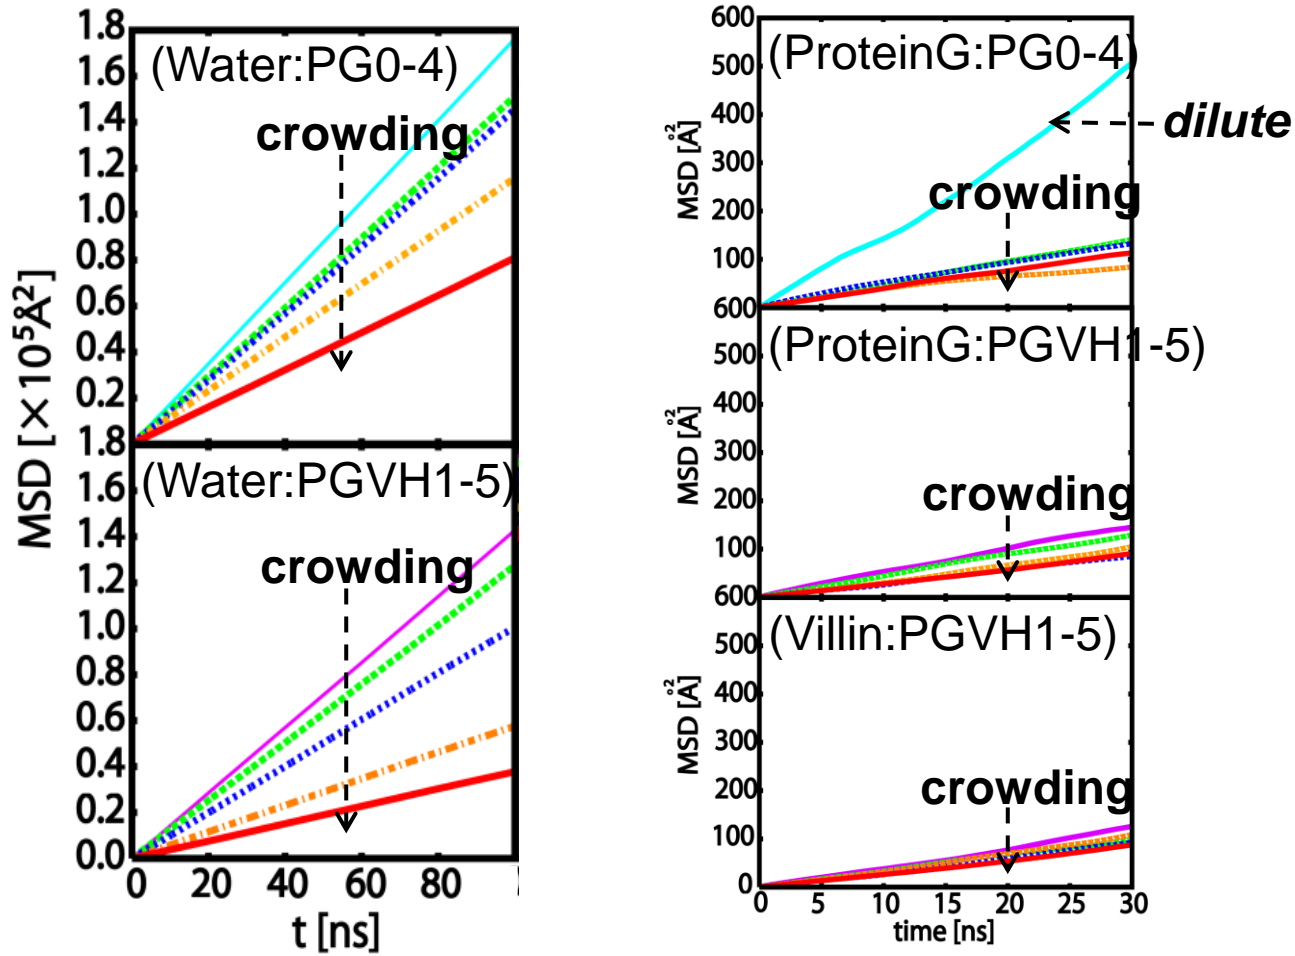 MSD [×10⁵Å²]
1.8
(Water:PG0-4)
1.6
1.4
crowding
1.2
1.0
0.8
0.6
0.4
0.2
1.8
(Water:PGVH1-5)
1.6
1.4
crowding
1.2
1.0
0.8
0.6
0.4
0.2
0.0
0 20 40 60 80
t [ns]
600
(ProteinG:PG0-4)
500
400
dilute
MSD [Å²]
300
crowding
200
100
600
(ProteinG:PGVH1-5)
500
400
MSD [Å²]
300
200
crowding
100
600
(Villin:PGVH1-5)
500
400
MSD [Å²]
300
200
crowding
100
0
0 5 10 15 20 25 30
time [ns]